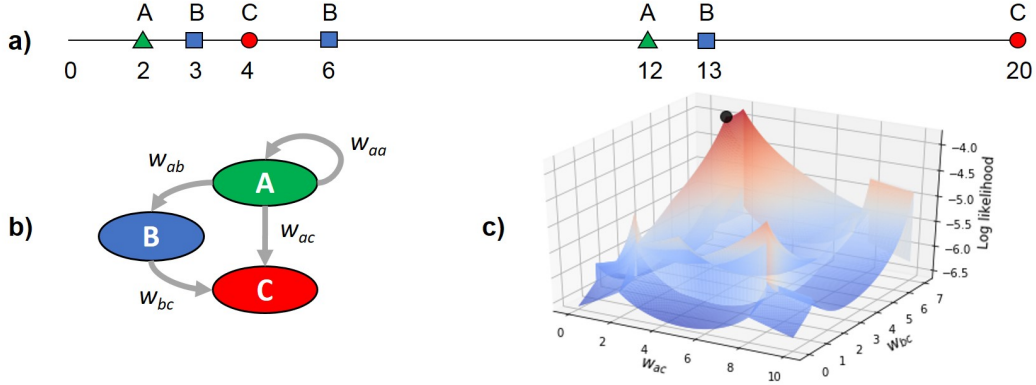 A B C B A B C
a)
0 2 3 4 6 12 13 20
w_aa
w_ab
A
b)
B
w_ac
w_bc
C
c)
-4.0
-4.5
-5.0
-5.5
-6.0
-6.5
Log likelihood
0 2 4 6 8 10
w_ac
0 1 2 3 4 5 6 7
w_bc